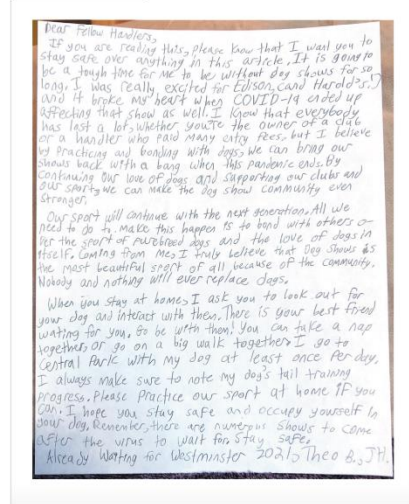 Dear Fellow Handlers,
If you are reading this, please know that I want you to
stay safe over anything in this article. It is going to
be a tough time for me to be without dog shows for so
long. I was really excited for Edison, and Harold's!)
and it broke my heart when COVID-19 ended up
affecting that show as well. I know that everybody
has lost a lot, whether you're the owner of a club
or a handler who paid many entry fees, but I believe
by practicing and bonding with dogs, we can bring our
shows back with a bang when this pandemic ends. By
continuing our love of dogs and supporting our clubs and
our sport, we can make the dog show community even
stronger.
Our sport will continue with the next generation. All we
need to do to make this happen is to bond with others o-
ver the sport of purebred dogs and the love of dogs in
itself. Coming from me, I truly believe that Dog shows is
the most beautiful sport of all because of the community.
Nobody and nothing will ever replace dogs.
When you stay at home, I ask you to look out for
your dog and interact with them. There is your best friend
waiting for you, Go be with them! You can take a nap
together, or go on a big walk together. I go to
Central Park with my dog at least once per day.
I always make sure to note my dog's tail training
progress. Please Practice our sport at home if you
can. I hope you stay safe and occupy yourself in
your dog. Remember, there are numerous shows to come
after the virus to wait for. Stay safe.
Already Waiting for Westminster 2021, Theo B., JH.